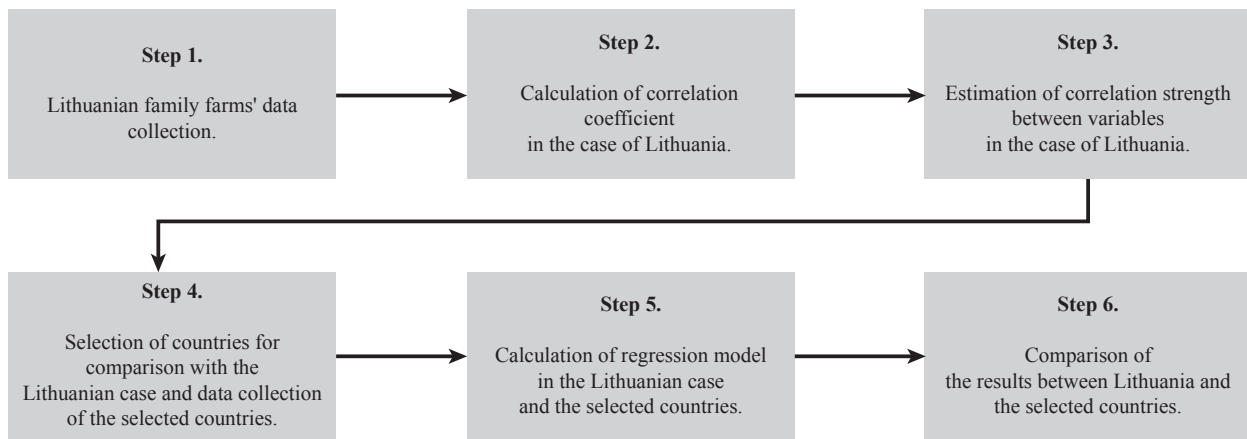 Step 1.
Lithuanian family farms' data
collection.
Step 2.
Calculation of correlation
coefficient
in the case of Lithuania.
Step 3.
Estimation of correlation strength
between variables
in the case of Lithuania.
Step 4.
Selection of countries for
comparison with the
Lithuanian case and data collection
of the selected countries.
Step 5.
Calculation of regression model
in the Lithuanian case
and the selected countries.
Step 6.
Comparison of
the results between Lithuania and
the selected countries.